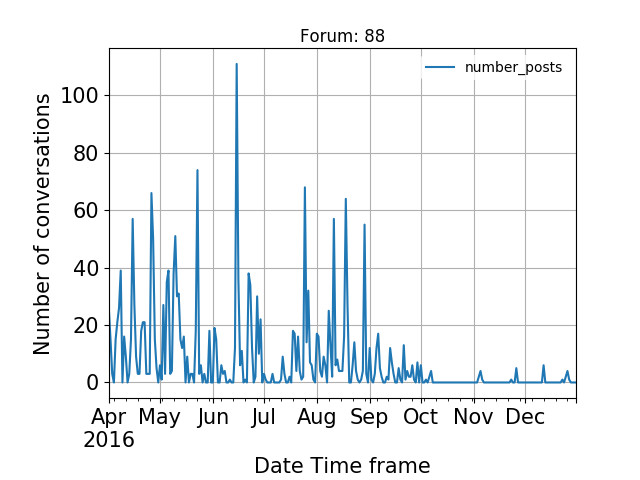 Forum: 88
number_posts
Number of conversations
100
80
60
40
20
0
Apr May Jun Jul Aug Sep Oct Nov Dec
2016
Date Time frame